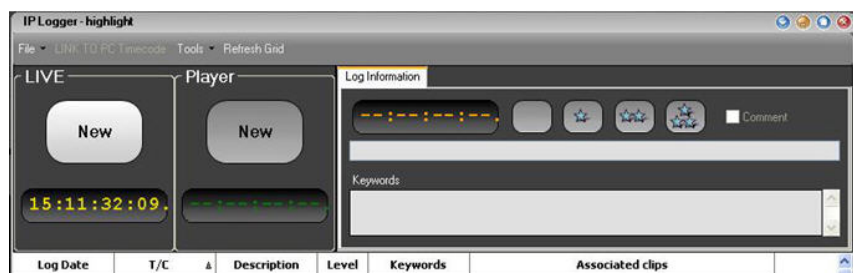 IP Logger - highlight
File LINK TO PC Timecode Tools Refresh Grid
LIVE Player Log Information
New New --:--:--:--. Comment
Keywords
15:11:32:09. --:--:--:--.
Log Date T/C Description Level Keywords Associated clips